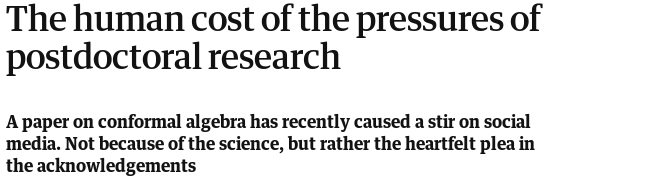 The human cost of the pressures of
postdoctoral research
A paper on conformal algebra has recently caused a stir on social
media. Not because of the science, but rather the heartfelt plea in
the acknowledgements